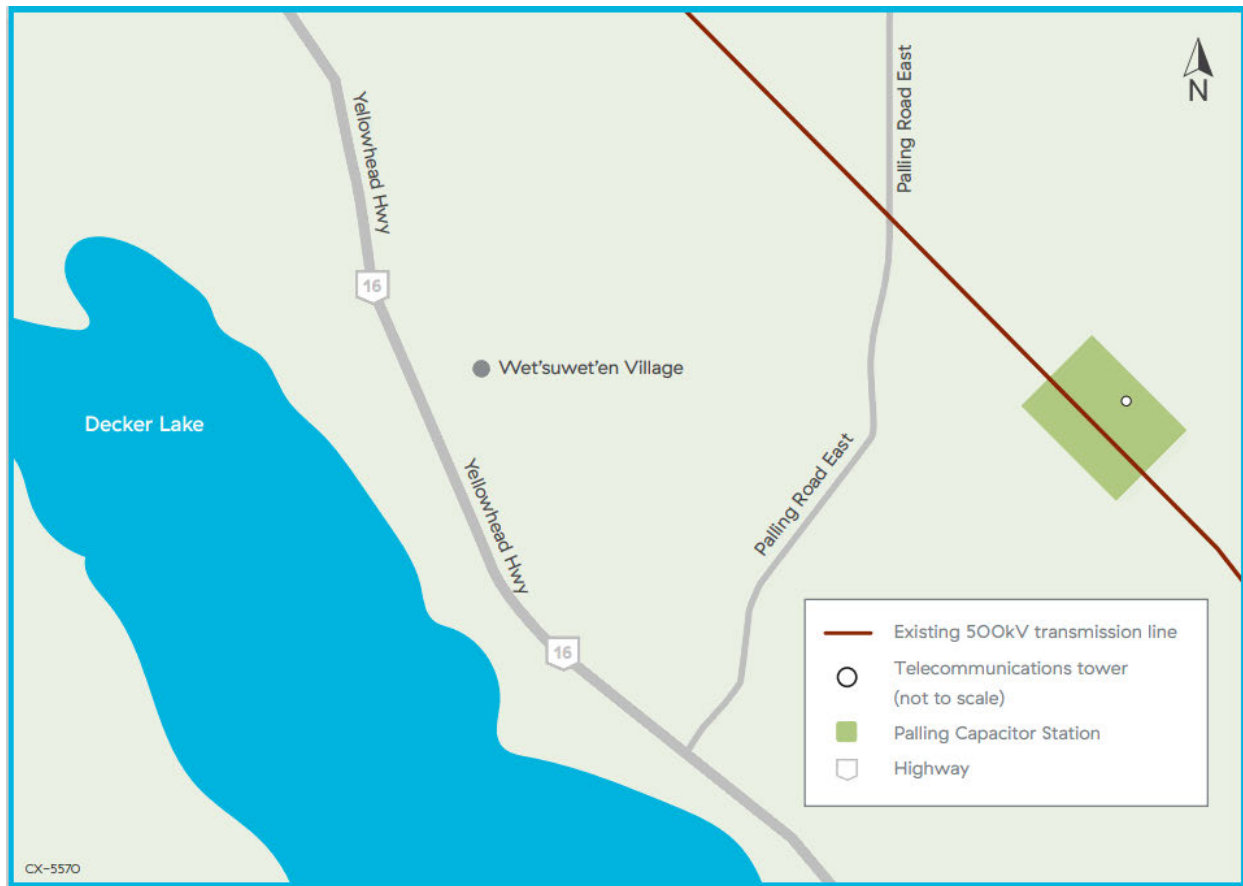 Yellowhead Hwy
Palling Road East
N
16
Wet'suwet'en Village
Decker Lake
Yellowhead Hwy
Palling Road East
16
Existing 500kV transmission line
Telecommunications tower
(not to scale)
Palling Capacitor Station
Highway
CX-5570